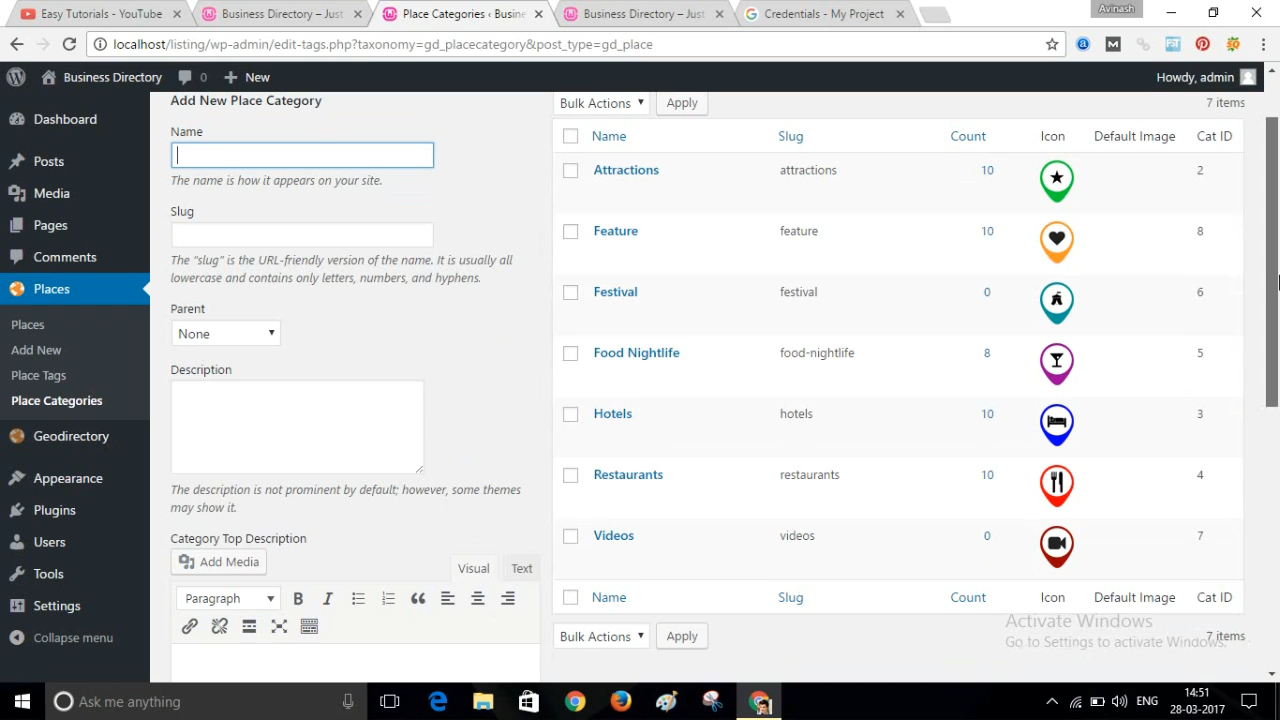 Easy Tutorials - YouTube
Business Directory – Just
Place Categories ‹ Busine
Business Directory – Just
Credentials - My Project
Avinash
localhost/listing/wp-admin/edit-tags.php?taxonomy=gd_placecategory&post_type=gd_place
Business Directory 0 New Howdy, admin
Dashboard
Posts
Media
Pages
Comments
Places
Places
Add New
Place Tags
Place Categories
Geodirectory
Appearance
Plugins
Users
Tools
Settings
Collapse menu
Add New Place Category
Name
The name is how it appears on your site.
Slug
The "slug" is the URL-friendly version of the name. It is usually all
lowercase and contains only letters, numbers, and hyphens.
Parent
None
Description
The description is not prominent by default; however, some themes
may show it.
Category Top Description
Add Media
Visual Text
Paragraph
Bulk Actions Apply 7 items
Name Slug Count Icon Default Image Cat ID
Attractions attractions 10 2
Feature feature 10 8
Festival festival 0 6
Food Nightlife food-nightlife 8 5
Hotels hotels 10 3
Restaurants restaurants 10 4
Videos videos 0 7
Name Slug Count Icon Default Image Cat ID
Bulk Actions Apply 7 items
Activate Windows
Go to Settings to activate Windows.
Ask me anything
ENG
14:51
28-03-2017